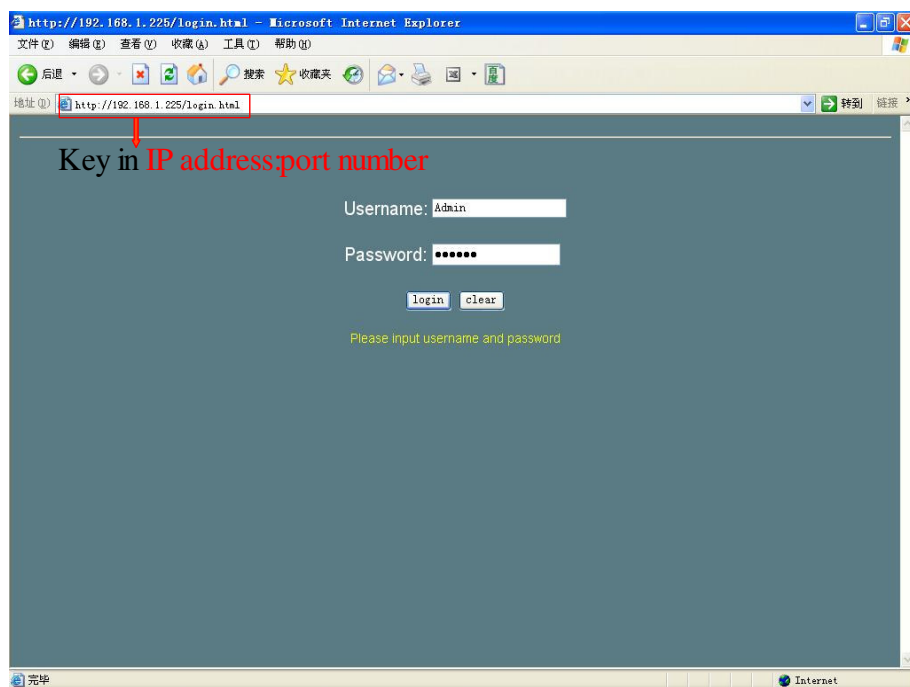 http://192.168.1.225/login.html - Microsoft Internet Explorer
文件(F) 编辑(E) 查看(V) 收藏(A) 工具(T) 帮助(H)
后退 搜索 收藏夹
地址(D) http://192.168.1.225/login.html 转到 链接
Key in IP address:port number
Username: Admin
Password: ••••••
login clear
Please input username and password
完毕 Internet